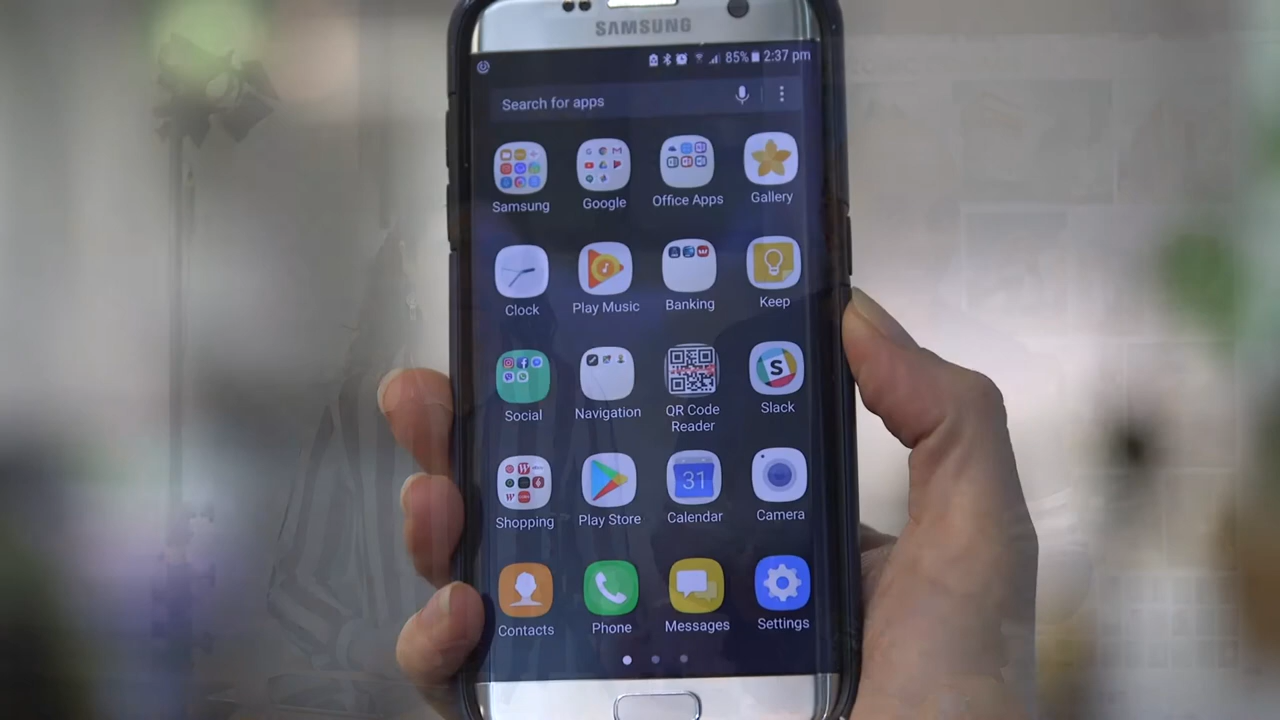 SAMSUNG
85% 2:37 pm
Search for apps
Samsung Google Office Apps Gallery
Clock Play Music Banking Keep
Social Navigation QR Code Reader Slack
31
Shopping Play Store Calendar Camera
Contacts Phone Messages Settings